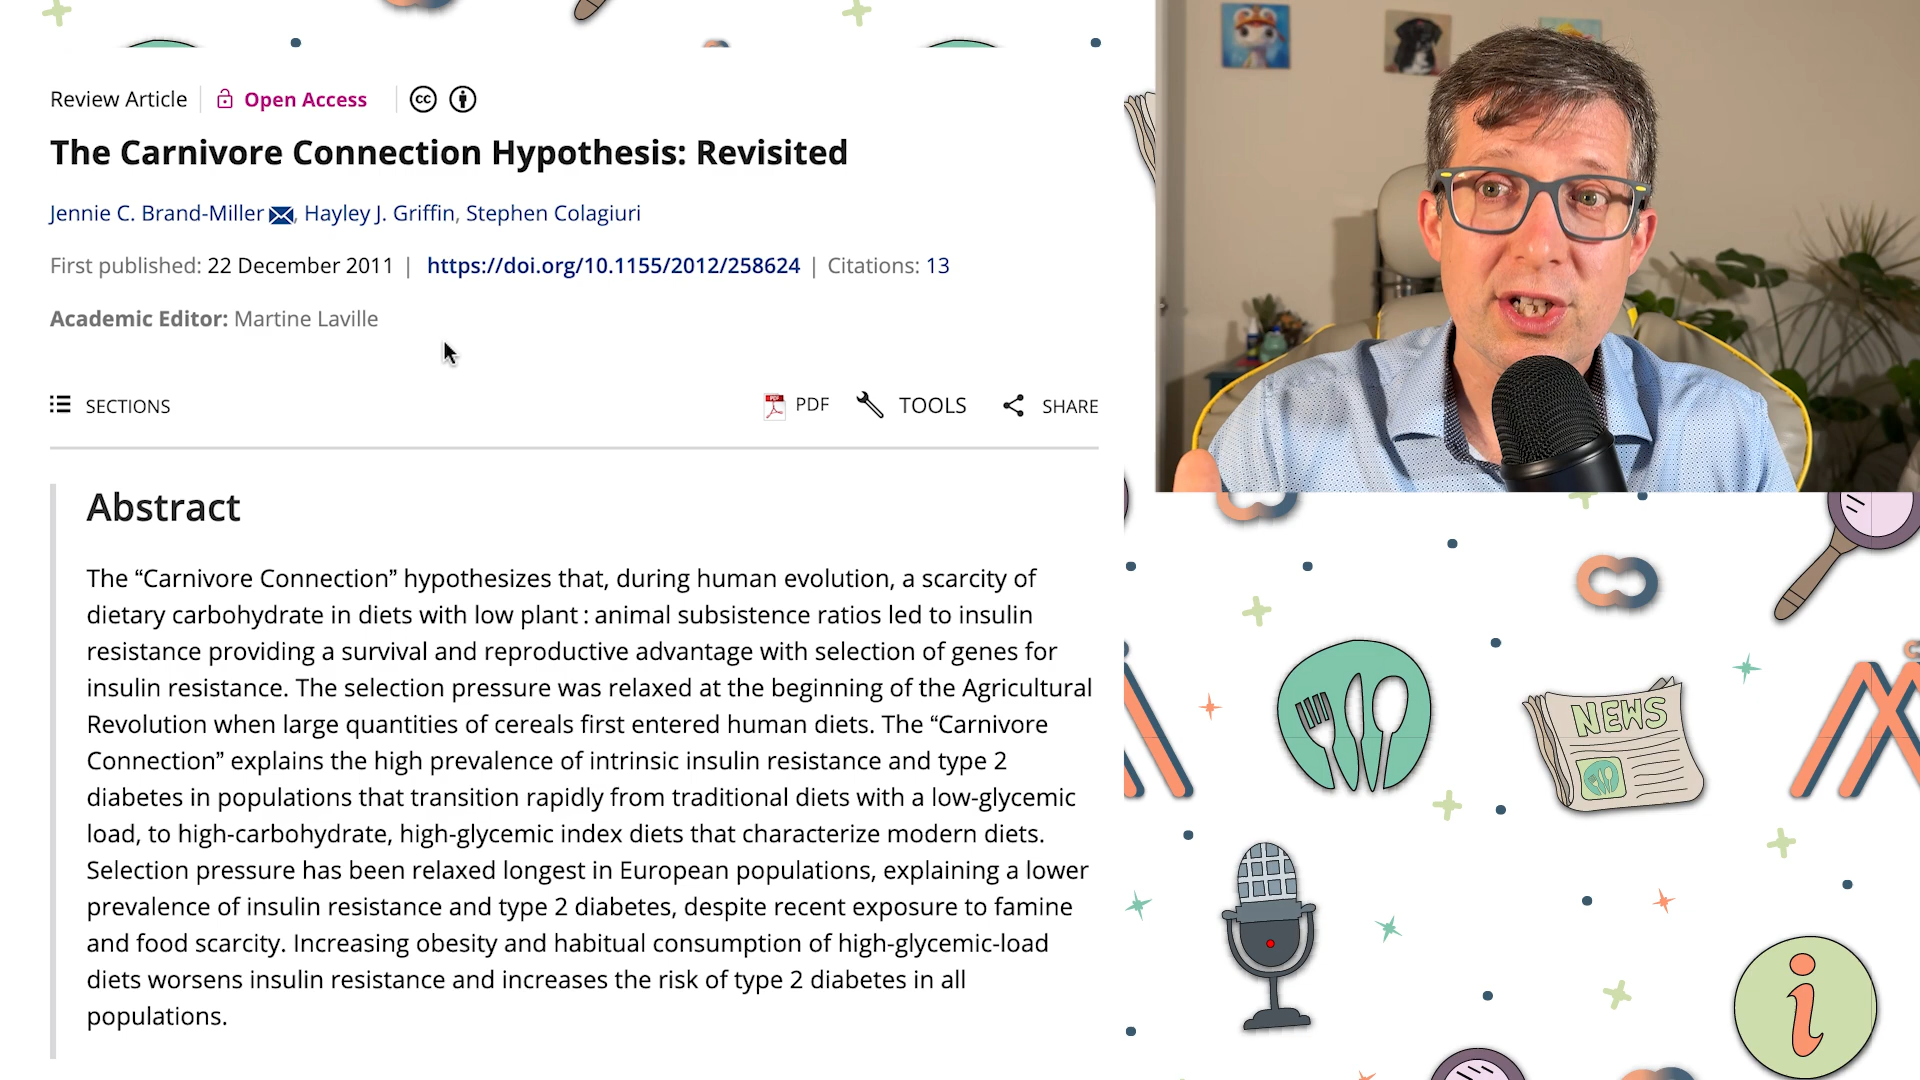 Review Article Open Access
The Carnivore Connection Hypothesis: Revisited
Jennie C. Brand-Miller, Hayley J. Griffin, Stephen Colagiuri
First published: 22 December 2011 | https://doi.org/10.1155/2012/258624 | Citations: 13
Academic Editor: Martine Laville
SECTIONS PDF TOOLS SHARE
Abstract
The “Carnivore Connection” hypothesizes that, during human evolution, a scarcity of
dietary carbohydrate in diets with low plant : animal subsistence ratios led to insulin
resistance providing a survival and reproductive advantage with selection of genes for
insulin resistance. The selection pressure was relaxed at the beginning of the Agricultural
Revolution when large quantities of cereals first entered human diets. The “Carnivore
Connection” explains the high prevalence of intrinsic insulin resistance and type 2
diabetes in populations that transition rapidly from traditional diets with a low-glycemic
load, to high-carbohydrate, high-glycemic index diets that characterize modern diets.
Selection pressure has been relaxed longest in European populations, explaining a lower
prevalence of insulin resistance and type 2 diabetes, despite recent exposure to famine
and food scarcity. Increasing obesity and habitual consumption of high-glycemic-load
diets worsens insulin resistance and increases the risk of type 2 diabetes in all
populations.
NEWS
i